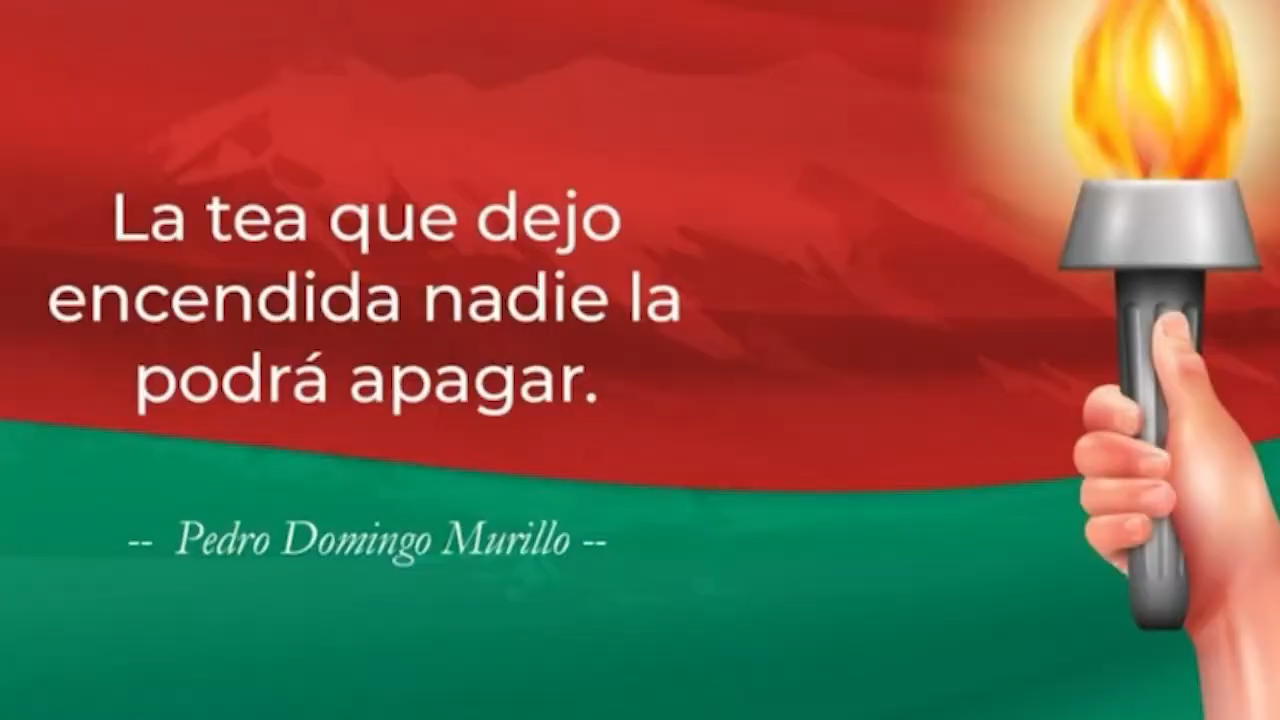 La tea que dejo
encendida nadie la
podrá apagar.
-- Pedro Domingo Murillo --